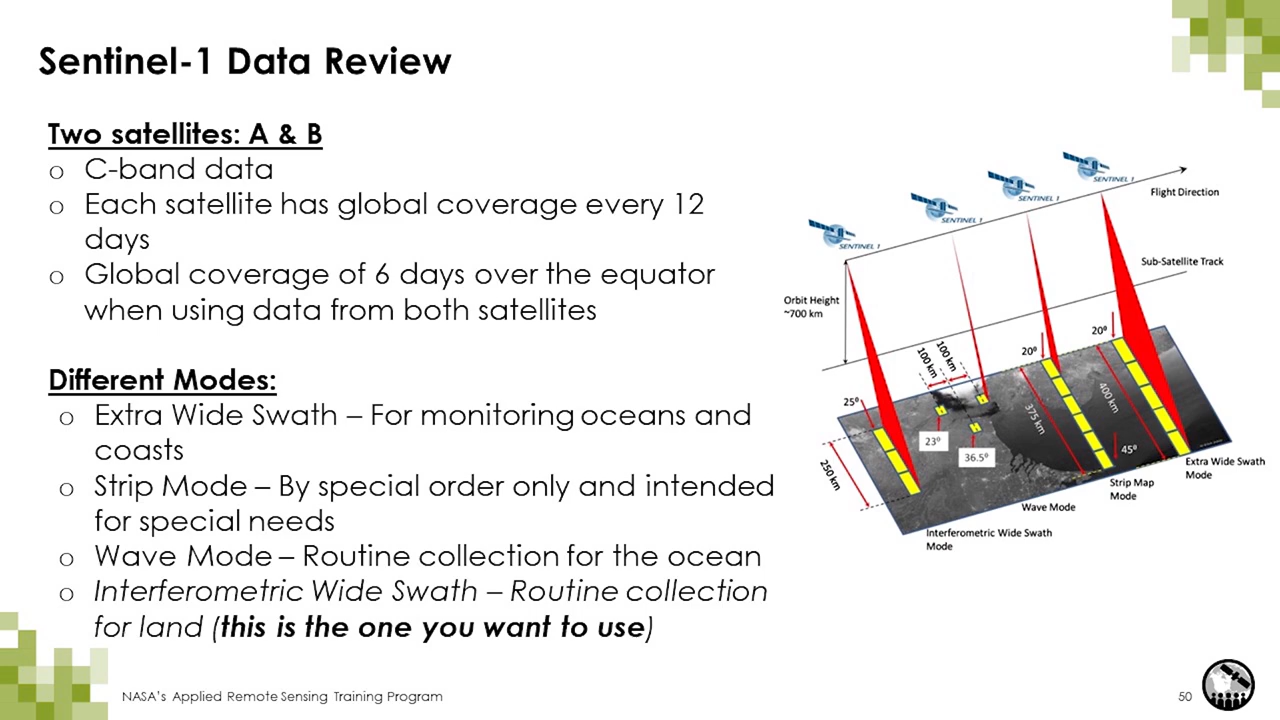 Sentinel-1 Data Review
Two satellites: A & B
o C-band data
o Each satellite has global coverage every 12
days
o Global coverage of 6 days over the equator
when using data from both satellites
Different Modes:
o Extra Wide Swath – For monitoring oceans and
coasts
o Strip Mode – By special order only and intended
for special needs
o Wave Mode – Routine collection for the ocean
o Interferometric Wide Swath – Routine collection
for land (this is the one you want to use)
SENTINEL 1
SENTINEL 1
SENTINEL 1
SENTINEL 1
Flight Direction
Sub-Satellite Track
Orbit Height
~700 km
100 km
100 km
20º
20º
25º
23º
36.5º
375 km
400 km
45º
250 km
Extra Wide Swath
Mode
Strip Map
Mode
Wave Mode
Interferometric Wide Swath
Mode
NASA's Applied Remote Sensing Training Program
50